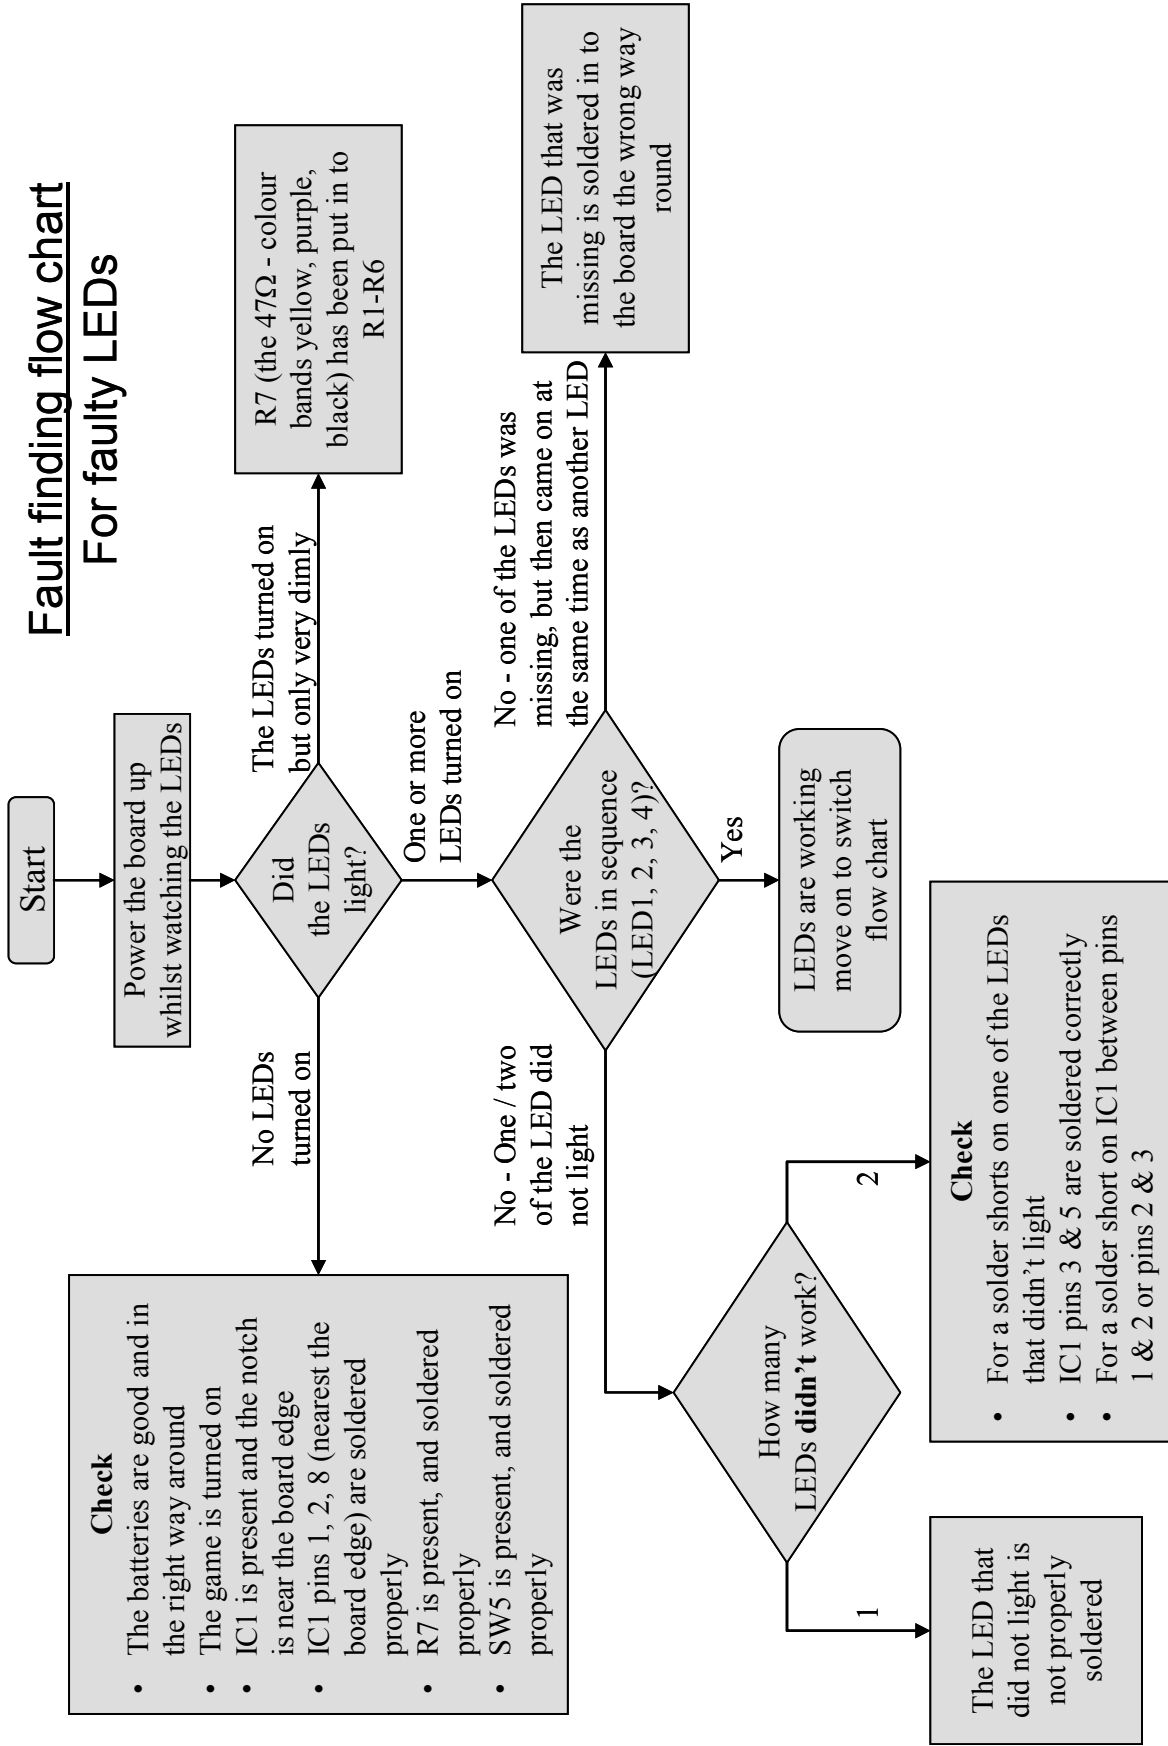 Fault finding flow chart
For faulty LEDs
Start
Power the board up
whilst watching the LEDs
Did
the LEDs
light?
No LEDs
turned on
The LEDs turned on
but only very dimly
One or more
LEDs turned on
Check
• The batteries are good and in
the right way around
• The game is turned on
• IC1 is present and the notch
is near the board edge
• IC1 pins 1, 2, 8 (nearest the
board edge) are soldered
properly
• R7 is present, and soldered
properly
• SW5 is present, and soldered
properly
R7 (the 47Ω - colour
bands yellow, purple,
black) has been put in to
R1-R6
Were the
LEDs in sequence
(LED1, 2, 3, 4)?
No - One / two
of the LED did
not light
No - one of the LEDs was
missing, but then came on at
the same time as another LED
Yes
The LED that was
missing is soldered in to
the board the wrong way
round
LEDs are working
move on to switch
flow chart
How many
LEDs didn't work?
1
2
The LED that
did not light is
not properly
soldered
Check
• For a solder shorts on one of the LEDs
that didn't light
• IC1 pins 3 & 5 are soldered correctly
• For a solder short on IC1 between pins
1 & 2 or pins 2 & 3